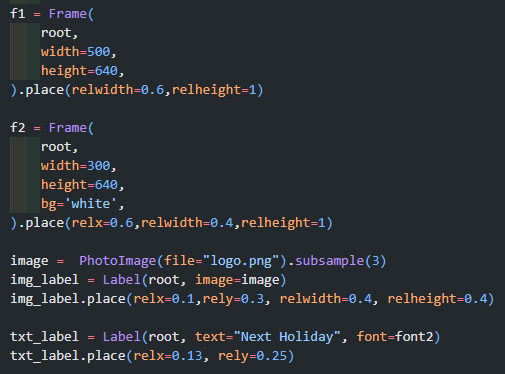 f1 = Frame(
    root,
    width=500,
    height=640,
).place(relwidth=0.6,relheight=1)

f2 = Frame(
    root,
    width=300,
    height=640,
    bg='white',
).place(relx=0.6,relwidth=0.4,relheight=1)

image =  PhotoImage(file="logo.png").subsample(3)
img_label = Label(root, image=image)
img_label.place(relx=0.1,rely=0.3, relwidth=0.4, relheight=0.4)

txt_label = Label(root, text="Next Holiday", font=font2)
txt_label.place(relx=0.13, rely=0.25)